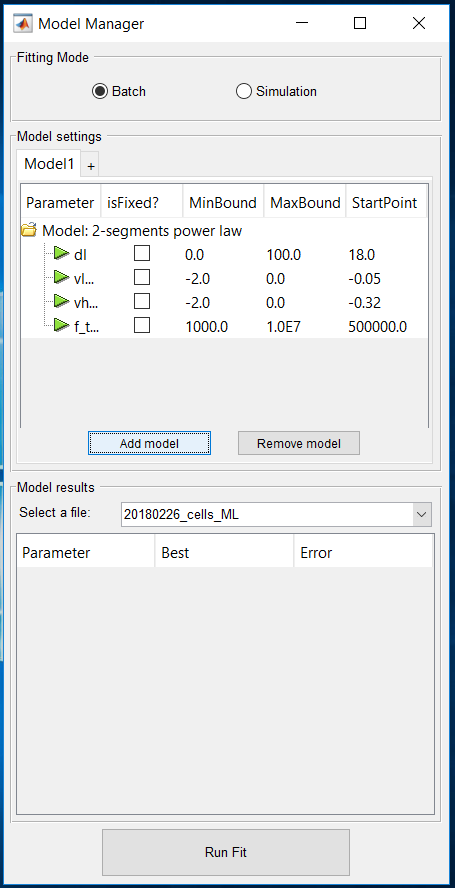 Model Manager
Fitting Mode
Batch Simulation
Model settings
Model1 +
Parameter isFixed? MinBound MaxBound StartPoint
Model: 2-segments power law
dl 0.0 100.0 18.0
vl... -2.0 0.0 -0.05
vh... -2.0 0.0 -0.32
f_t... 1000.0 1.0E7 500000.0
Add model Remove model
Model results
Select a file: 20180226_cells_ML
Parameter Best Error
Run Fit